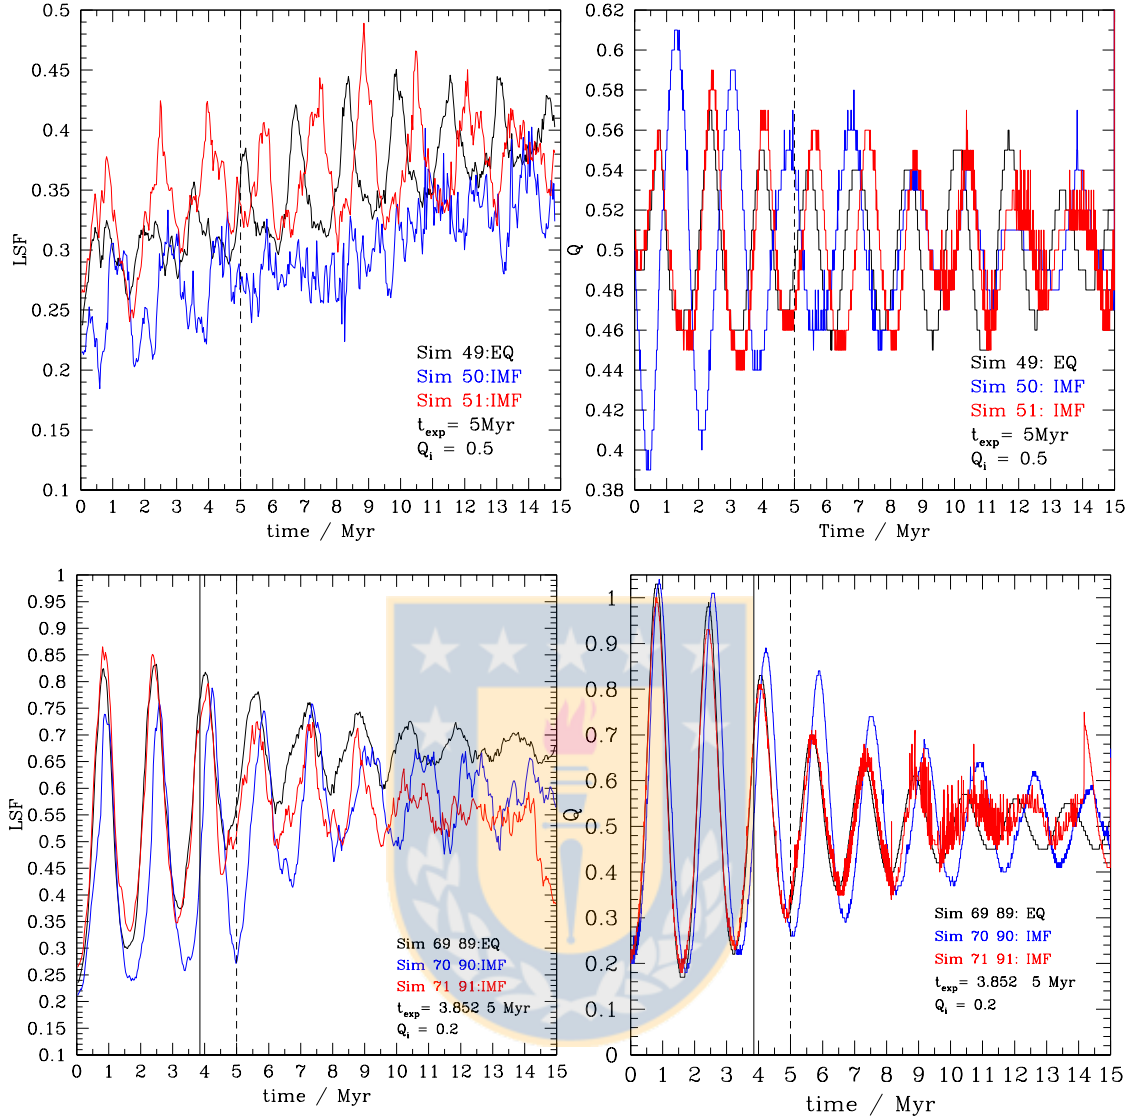 0.5
0.45
0.4
0.35
0.3
0.25
0.2
0.15
0.1
LSF
0 1 2 3 4 5 6 7 8 9 10 11 12 13 14 15
time / Myr
Sim 49:EQ
Sim 50:IMF
Sim 51:IMF
t_exp= 5Myr
Q_i = 0.5
0.62
0.6
0.58
0.56
0.54
0.52
0.5
0.48
0.46
0.44
0.42
0.4
0.38
Q
0 1 2 3 4 5 6 7 8 9 10 11 12 13 14 15
Time / Myr
Sim 49: EQ
Sim 50: IMF
Sim 51: IMF
t_exp= 5Myr
Q_i = 0.5
1
0.95
0.9
0.85
0.8
0.75
0.7
0.65
0.6
0.55
0.5
0.45
0.4
0.35
0.3
0.25
0.2
0.15
0.1
LSF
0 1 2 3 4 5 6 7 8 9 10 11 12 13 14 15
time / Myr
Sim 69 89:EQ
Sim 70 90:IMF
Sim 71 91:IMF
t_exp= 3.852 5 Myr
Q_i = 0.2
1
0.9
0.8
0.7
0.6
0.5
0.4
0.3
0.2
0.1
0
Q
0 1 2 3 4 5 6 7 8 9 10 11 12 13 14 15
time / Myr
Sim 69 89: EQ
Sim 70 90: IMF
Sim 71 91: IMF
t_exp= 3.852 5 Myr
Q_i = 0.2